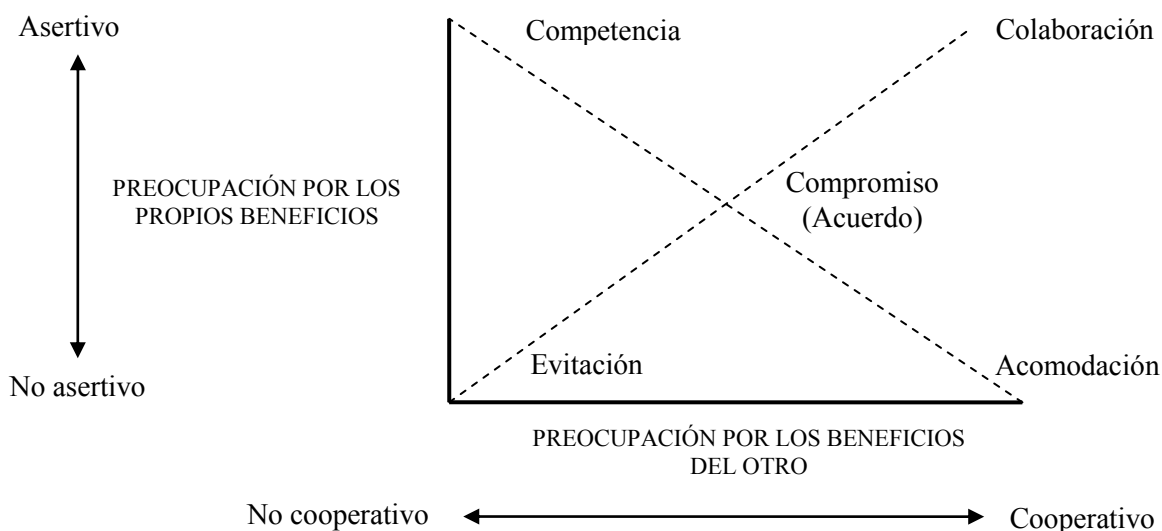 Asertivo
Competencia
Colaboración
PREOCUPACIÓN POR LOS
PROPIOS BENEFICIOS
Compromiso
(Acuerdo)
Evitación
Acomodación
No asertivo
PREOCUPACIÓN POR LOS BENEFICIOS
DEL OTRO
No cooperativo
Cooperativo